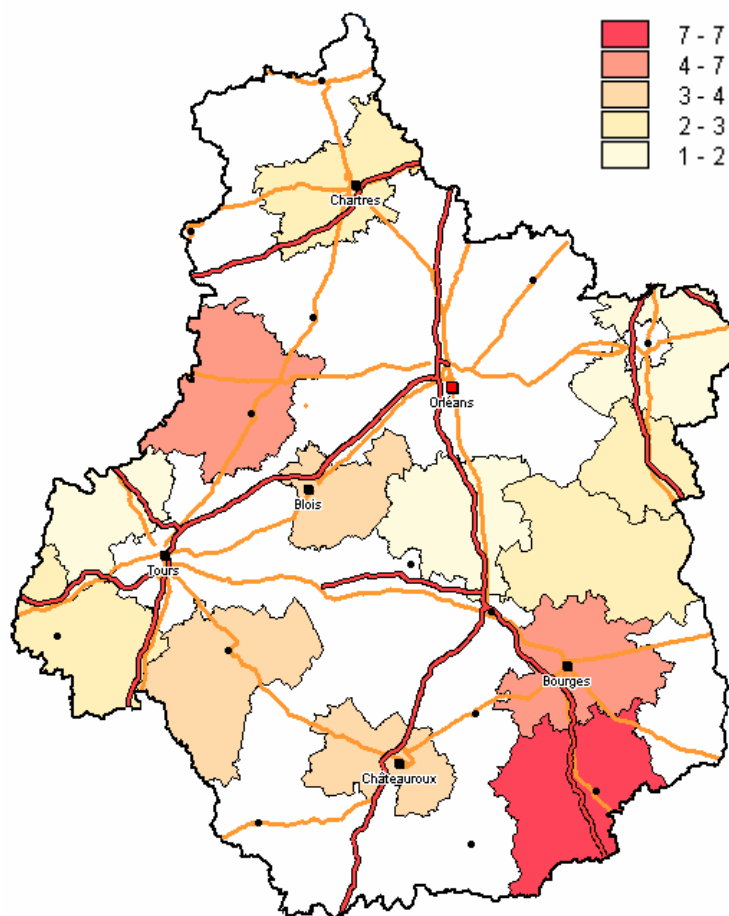 7 - 7
4 - 7
3 - 4
2 - 3
1 - 2
Chartres
Orléans
Blois
Tours
Bourges
Châteauroux